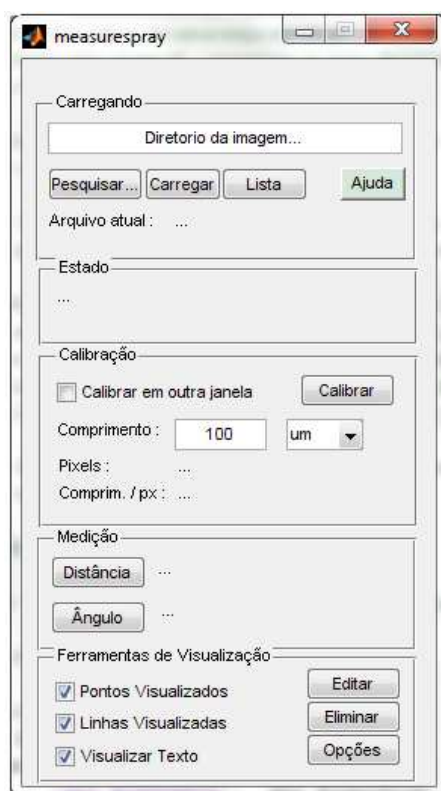 measurespray
Carregando
Diretorio da imagem...
Pesquisar... Carregar Lista Ajuda
Arquivo atual : ...
Estado
...
Calibração
Calibrar em outra janela Calibrar
Comprimento : 100 um
Pixels : ...
Comprim. / px : ...
Medição
Distância ...
Ângulo ...
Ferramentas de Visualização
Pontos Visualizados Editar
Linhas Visualizadas Eliminar
Visualizar Texto Opções